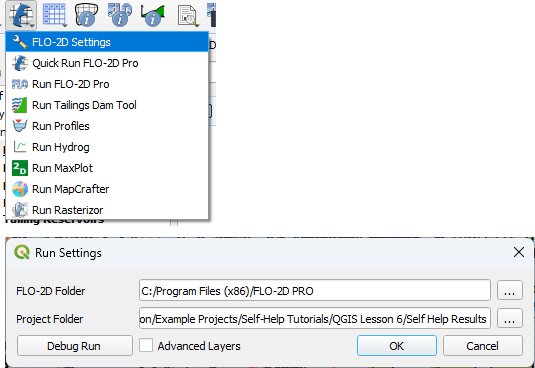 FLO-2D Settings
Quick Run FLO-2D Pro
Run FLO-2D Pro
Run Tailings Dam Tool
Run Profiles
Run Hydrog
Run MaxPlot
Run MapCrafter
Run Rasterizor
Run Settings
FLO-2D Folder C:/Program Files (x86)/FLO-2D PRO ...
Project Folder on/Example Projects/Self-Help Tutorials/QGIS Lesson 6/Self Help Results ...
Debug Run Advanced Layers OK Cancel